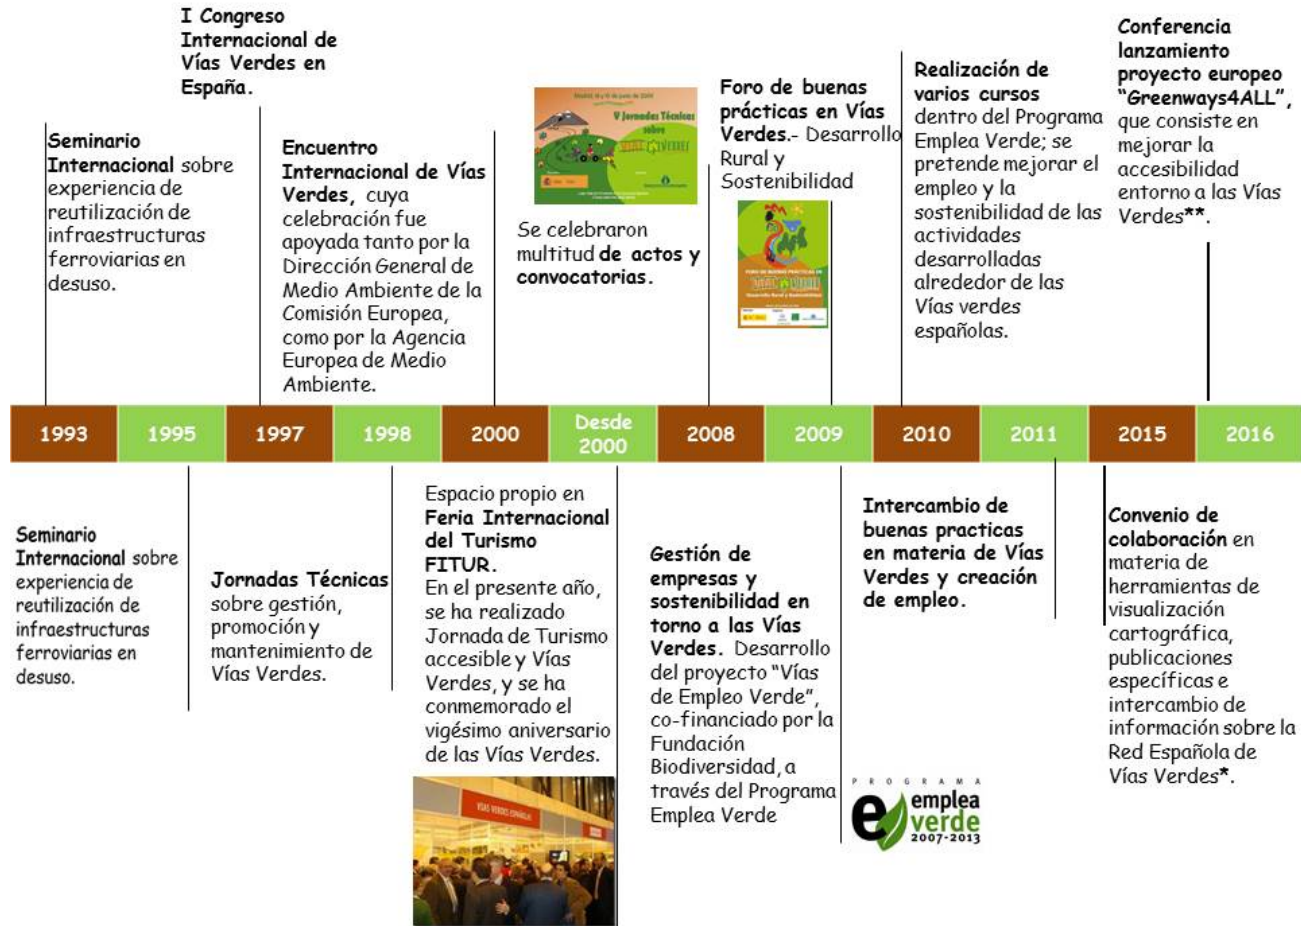 I Congreso
Internacional de
Vías Verdes en
España.
Seminario
Internacional sobre
experiencia de
reutilización de
infraestructuras
ferroviarias en
desuso.
Encuentro
Internacional de Vías
Verdes, cuya
celebración fue
apoyada tanto por la
Dirección General de
Medio Ambiente de la
Comisión Europea,
como por la Agencia
Europea de Medio
Ambiente.
V Jornadas Técnicas
sobre
Se celebraron
multitud de actos y
convocatorias.
Foro de buenas
prácticas en Vías
Verdes.- Desarrollo
Rural y
Sostenibilidad
FORO DE BUENAS PRÁCTICAS EN
Desarrollo Rural y Sostenibilidad
Realización de
varios cursos
dentro del Programa
Emplea Verde; se
pretende mejorar el
empleo y la
sostenibilidad de las
actividades
desarrolladas
alrededor de las
Vías verdes
españolas.
Conferencia
lanzamiento
proyecto europeo
“Greenways4ALL”,
que consiste en
mejorar la
accesibilidad
entorno a las Vías
Verdes**.
1993
1995
1997
1998
2000
Desde
2000
2008
2009
2010
2011
2015
2016
Seminario
Internacional sobre
experiencia de
reutilización de
infraestructuras
ferroviarias en
desuso.
Jornadas Técnicas
sobre gestión,
promoción y
mantenimiento de
Vías Verdes.
Espacio propio en
Feria Internacional
del Turismo
FITUR.
En el presente año,
se ha realizado
Jornada de Turismo
accesible y Vías
Verdes, y se ha
conmemorado el
vigésimo aniversario
de las Vías Verdes.
VÍAS VERDES ESPAÑOLAS
Gestión de
empresas y
sostenibilidad en
torno a las Vías
Verdes. Desarrollo
del proyecto “Vías
de Empleo Verde”,
co-financiado por la
Fundación
Biodiversidad, a
través del Programa
Emplea Verde
PROGRAMA
emplea
verde
2007-2013
Intercambio de
buenas practicas
en materia de Vías
Verdes y creación
de empleo.
Convenio de
colaboración en
materia de
herramientas de
visualización
cartográfica,
publicaciones
específicas e
intercambio de
información sobre la
Red Española de
Vías Verdes*.